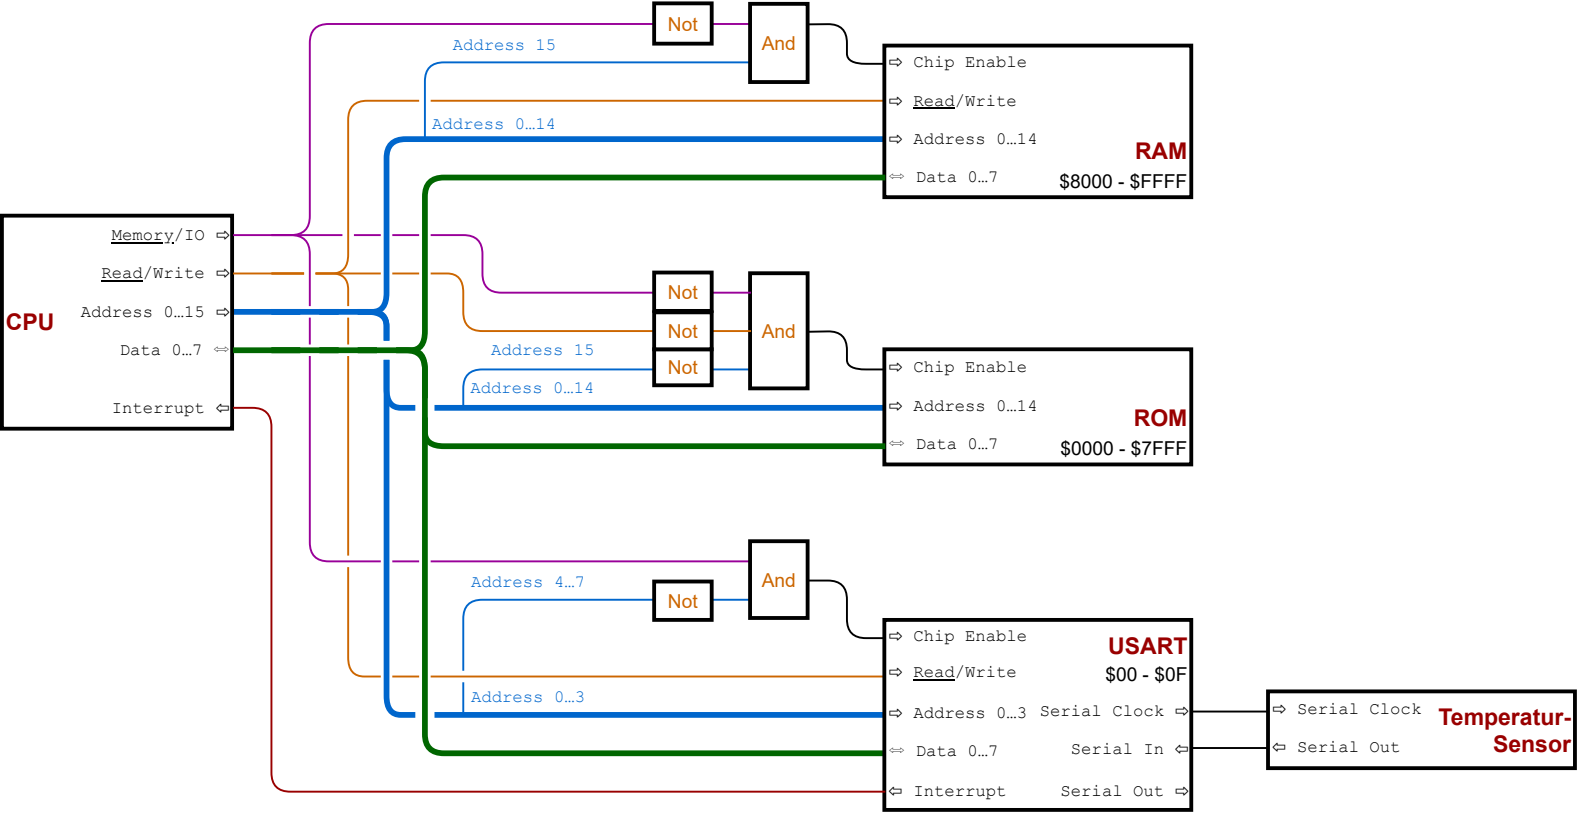 Not
And
Address 15
Chip Enable
Read/Write
Address 0…14
Address 0…14
RAM
Data 0…7
$8000 - $FFFF
CPU
Memory/IO
Read/Write
Address 0…15
Data 0…7
Interrupt
Not
Not
Not
And
Address 15
Address 0…14
Chip Enable
Address 0…14
ROM
Data 0…7
$0000 - $7FFF
And
Address 4…7
Not
Address 0…3
Chip Enable
USART
Read/Write
$00 - $0F
Address 0…3
Serial Clock
Data 0…7
Serial In
Interrupt
Serial Out
Serial Clock
Serial Out
Temperatur-
Sensor